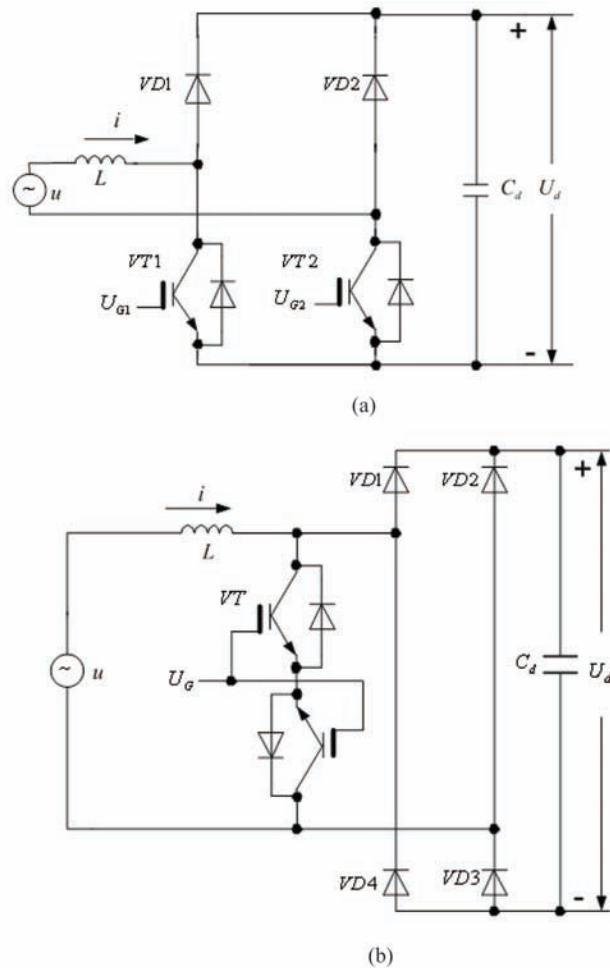 +
VD1
VD2
i
L
~
u
C_d
U_d
VT1
VT2
U_G1
U_G2
-
(a)
+
VD1
VD2
i
L
VT
~
u
U_G
C_d
U_d
VD4
VD3
-
(b)